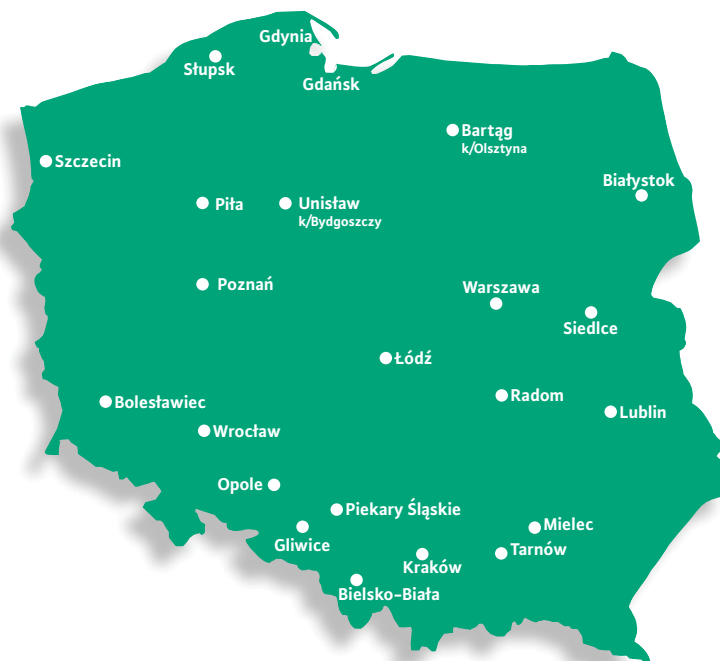 Gdynia
Słupsk
Gdańsk
Bartąg
k/Olsztyna
Szczecin
Białystok
Piła
Unisław
k/Bydgoszczy
Poznań
Warszawa
Siedlce
Łódź
Radom
Bolesławiec
Lublin
Wrocław
Opole
Piekary Śląskie
Mielec
Gliwice
Tarnów
Kraków
Bielsko-Biała